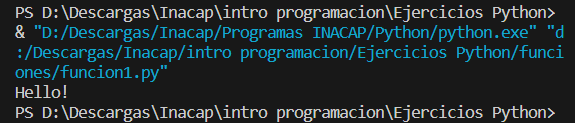 PS D:\Descargas\Inacap\intro programacion\Ejercicios Python>
& "D:/Descargas/Inacap/Programas INACAP/Python/python.exe" "d
:/Descargas/Inacap/intro programacion/Ejercicios Python/funci
ones/funcion1.py"
Hello!
PS D:\Descargas\Inacap\intro programacion\Ejercicios Python>